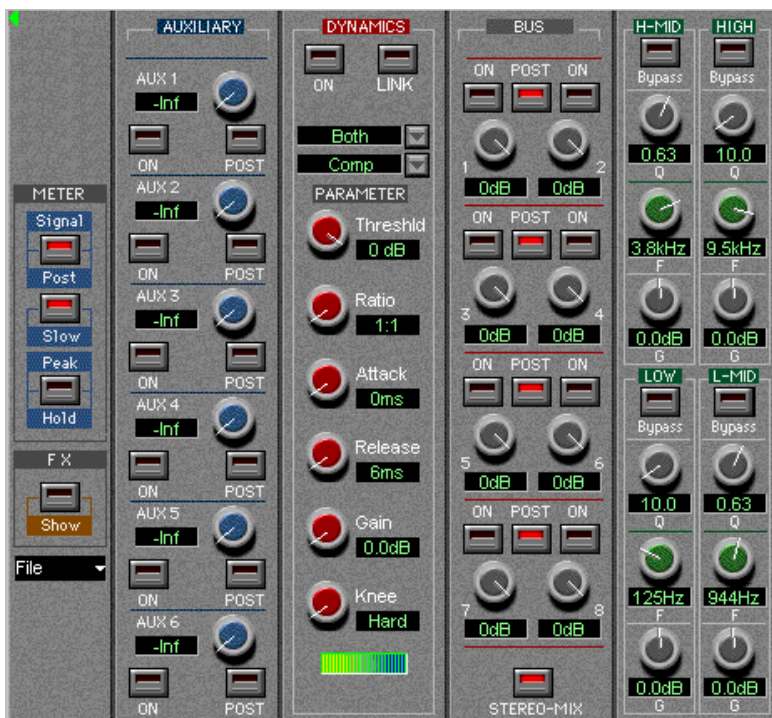 METER
Signal
Post
Slow
Peak
Hold
FX
Show
File
AUXILIARY
AUX 1
-Inf
ON POST
AUX 2
-Inf
ON POST
AUX 3
-Inf
ON POST
AUX 4
-Inf
ON POST
AUX 5
-Inf
ON POST
AUX 6
-Inf
ON POST
DYNAMICS
ON LINK
Both
Comp
PARAMETER
Threshld
0 dB
Ratio
1:1
Attack
0ms
Release
6ms
Gain
0.0dB
Knee
Hard
BUS
ON POST ON
1 2
0dB 0dB
ON POST ON
3 4
0dB 0dB
ON POST ON
5 6
0dB 0dB
ON POST ON
7 8
0dB 0dB
STEREO-MIX
H-MID HIGH
Bypass Bypass
0.63 10.0
Q Q
3.8kHz 9.5kHz
F F
0.0dB 0.0dB
G G
LOW L-MID
Bypass Bypass
10.0 0.63
Q Q
125Hz 944Hz
F F
0.0dB 0.0dB
G G